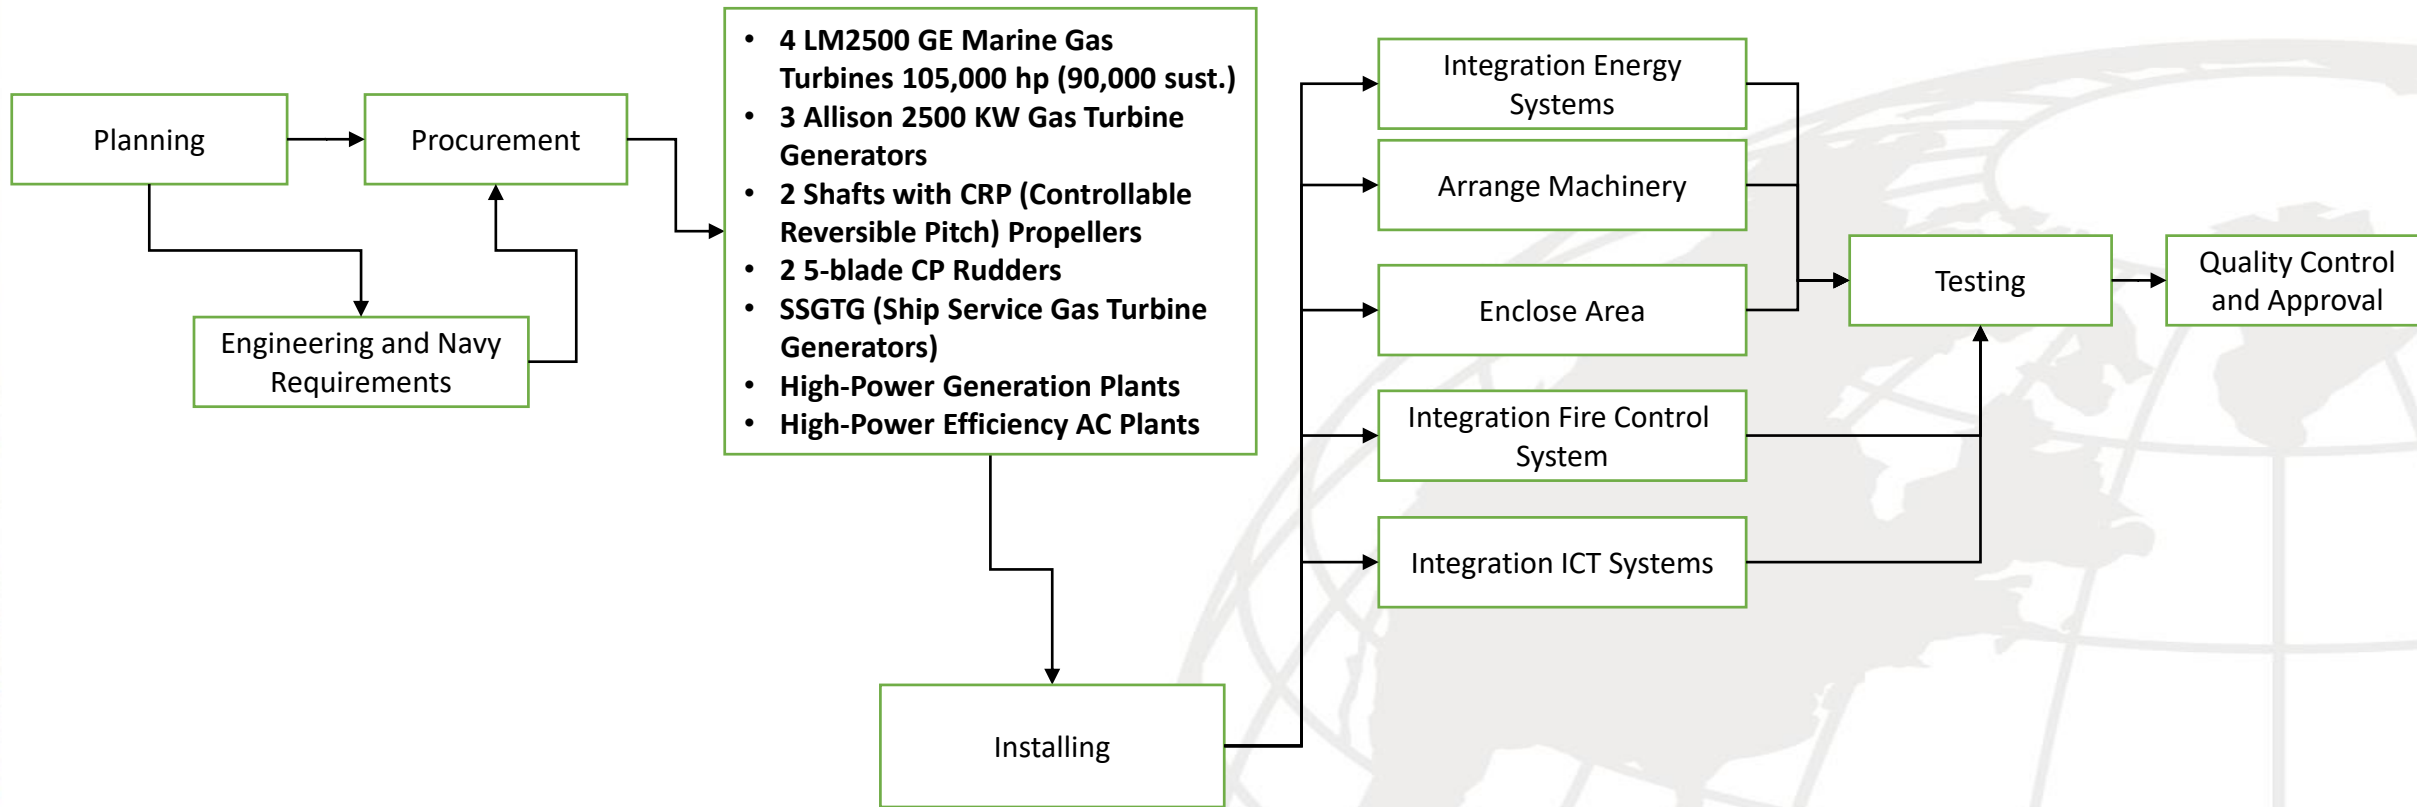 Planning
Procurement
Engineering and Navy
Requirements
• 4 LM2500 GE Marine Gas
Turbines 105,000 hp (90,000 sust.)
• 3 Allison 2500 KW Gas Turbine
Generators
• 2 Shafts with CRP (Controllable
Reversible Pitch) Propellers
• 2 5-blade CP Rudders
• SSGTG (Ship Service Gas Turbine
Generators)
• High-Power Generation Plants
• High-Power Efficiency AC Plants
Installing
Integration Energy
Systems
Arrange Machinery
Enclose Area
Integration Fire Control
System
Integration ICT Systems
Testing
Quality Control
and Approval